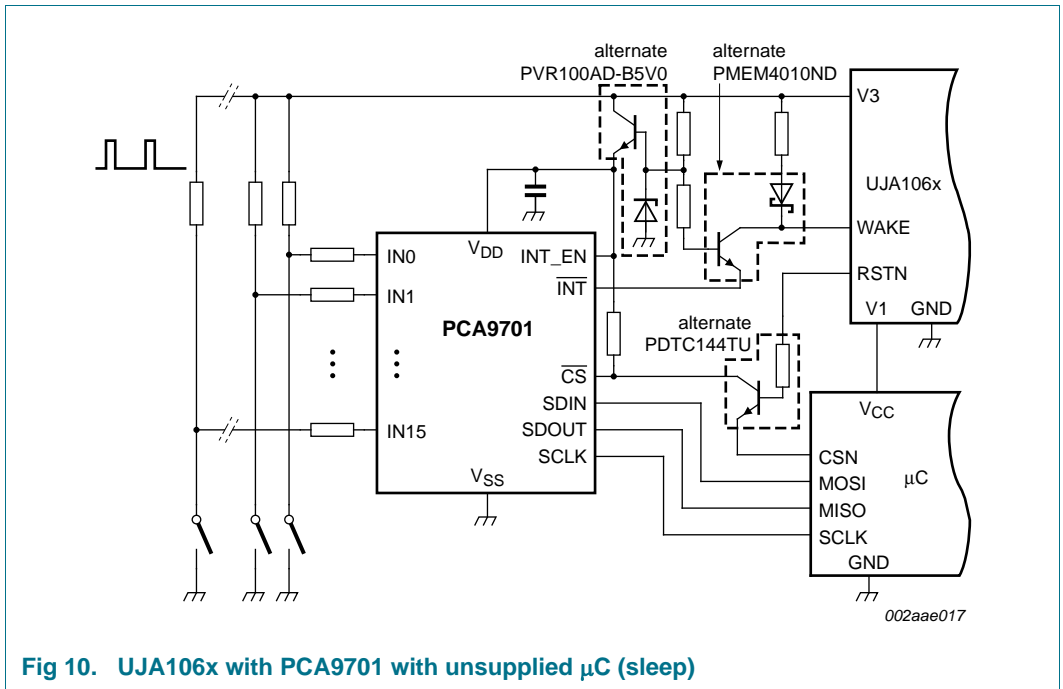 alternate
PVR100AD-B5V0
alternate
PMEM4010ND
V3
UJA106x
WAKE
RSTN
V1
GND
VDD
IN0
INT_EN
IN1
INT
PCA9701
alternate
PDTC144TU
CS
SDIN
IN15
SDOUT
SCLK
VSS
VCC
CSN
μC
MOSI
MISO
SCLK
GND
002aae017
Fig 10. UJA106x with PCA9701 with unsupplied μC (sleep)